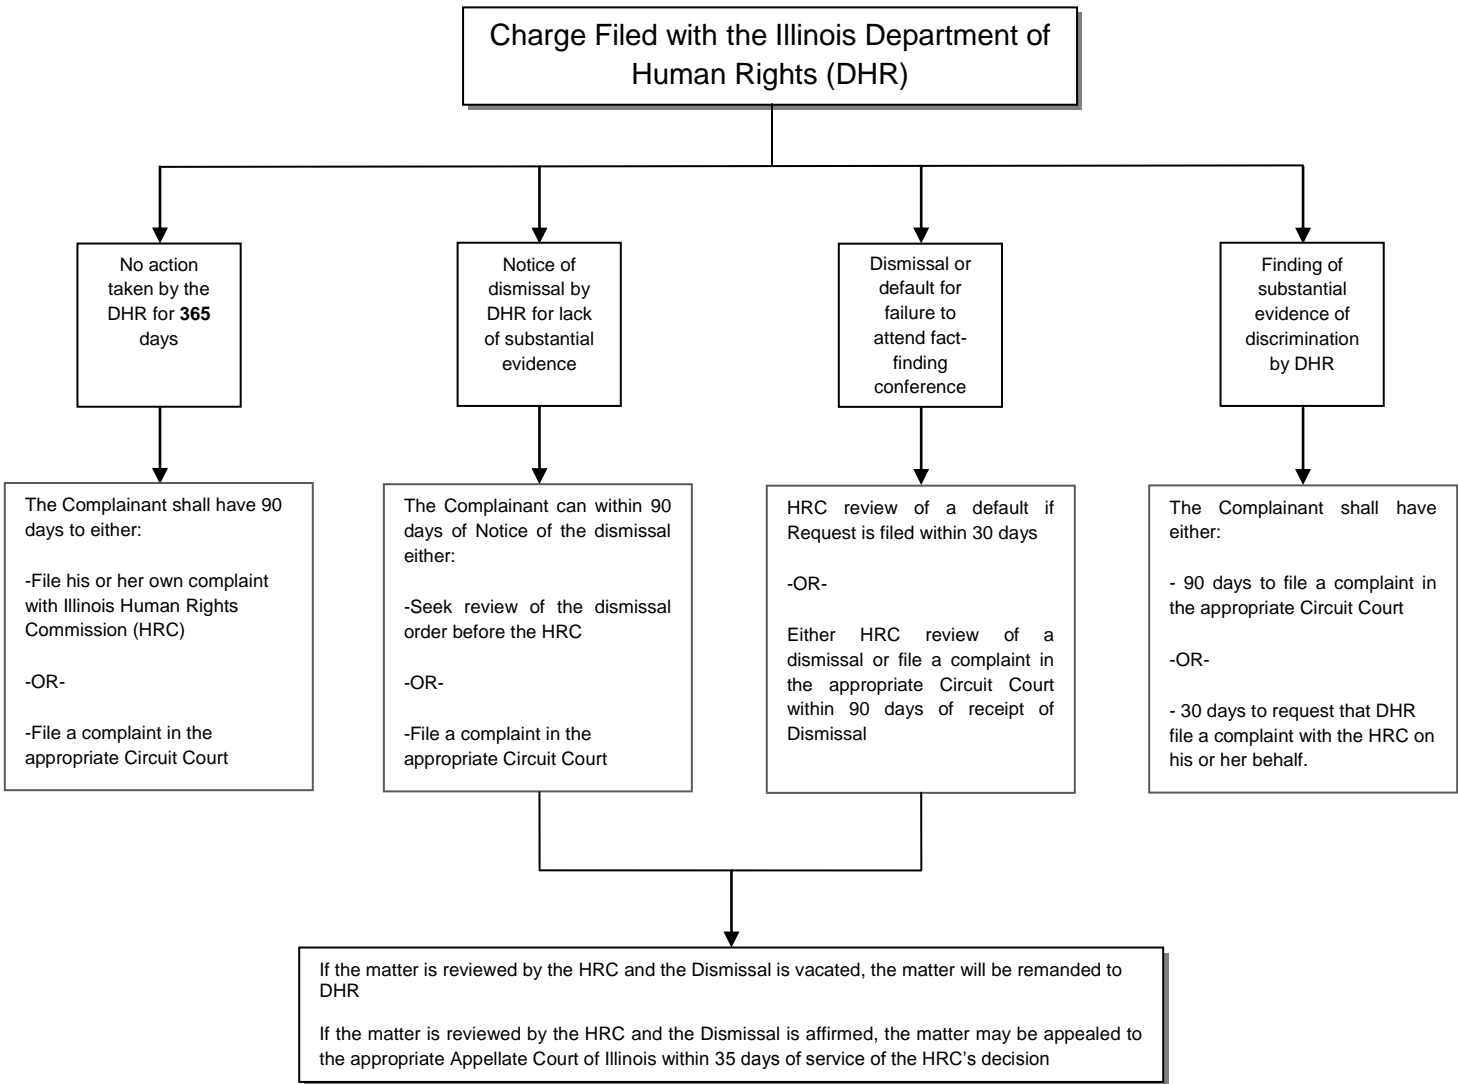 Charge Filed with the Illinois Department of
Human Rights (DHR)
No action
taken by the
DHR for 365
days
Notice of
dismissal by
DHR for lack
of substantial
evidence
Dismissal or
default for
failure to
attend fact-
finding
conference
Finding of
substantial
evidence of
discrimination
by DHR
The Complainant shall have 90
days to either:
-File his or her own complaint
with Illinois Human Rights
Commission (HRC)
-OR-
-File a complaint in the
appropriate Circuit Court
The Complainant can within 90
days of Notice of the dismissal
either:
-Seek review of the dismissal
order before the HRC
-OR-
-File a complaint in the
appropriate Circuit Court
HRC review of a default if
Request is filed within 30 days
-OR-
Either HRC review of a
dismissal or file a complaint in
the appropriate Circuit Court
within 90 days of receipt of
Dismissal
The Complainant shall have
either:
- 90 days to file a complaint in
the appropriate Circuit Court
-OR-
- 30 days to request that DHR
file a complaint with the HRC on
his or her behalf.
If the matter is reviewed by the HRC and the Dismissal is vacated, the matter will be remanded to
DHR
If the matter is reviewed by the HRC and the Dismissal is affirmed, the matter may be appealed to
the appropriate Appellate Court of Illinois within 35 days of service of the HRC's decision